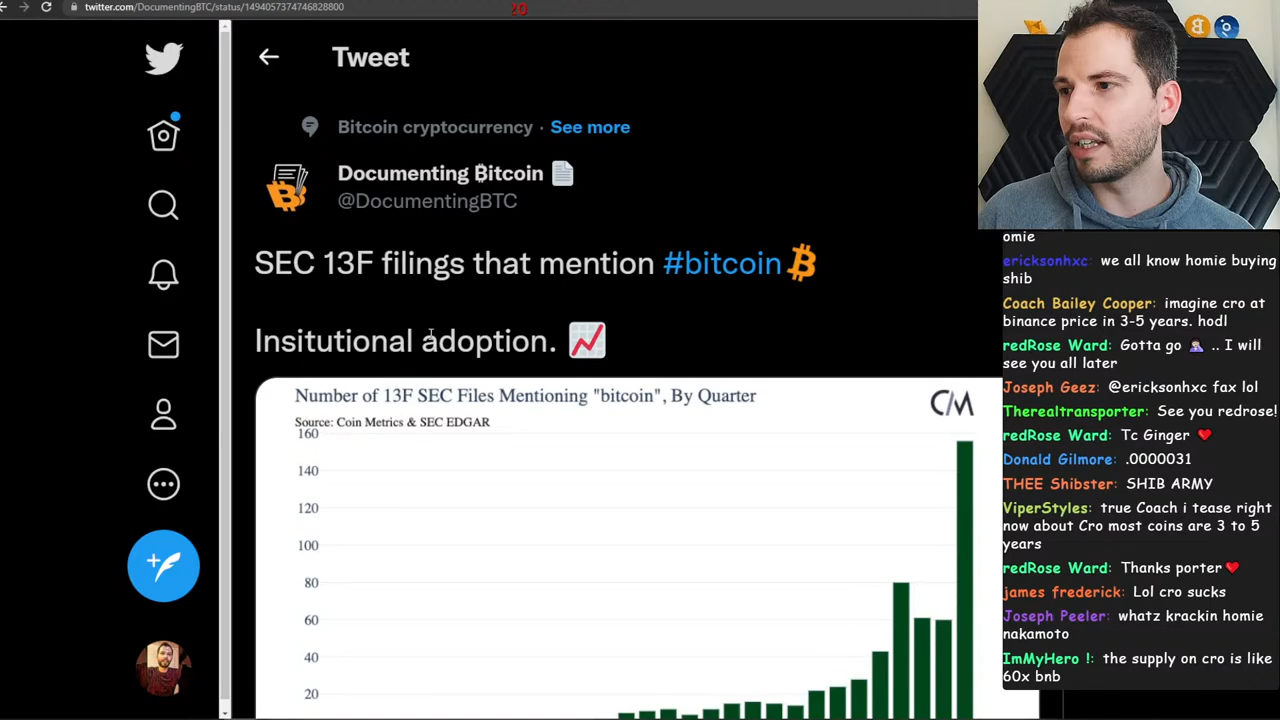 twitter.com/DocumentingBTC/status/1494057374746828800
20
Tweet
Bitcoin cryptocurrency · See more
Documenting ₿itcoin
@DocumentingBTC
SEC 13F filings that mention #bitcoin
Insitutional adoption.
Number of 13F SEC Files Mentioning "bitcoin", By Quarter
CM
Source: Coin Metrics & SEC EDGAR
160
140
120
100
80
60
40
20
omie
ericksonhxc: we all know homie buying
shib
Coach Bailey Cooper: imagine cro at
binance price in 3-5 years. hodl
redRose Ward: Gotta go 🤦🏻‍♀️ .. I will
see you all later
Joseph Geez: @ericksonhxc fax lol
Therealtransporter: See you redrose!
redRose Ward: Tc Ginger ❤️
Donald Gilmore: .0000031
THEE Shibster: SHIB ARMY
ViperStyles: true Coach i tease right
now about Cro most coins are 3 to 5
years
redRose Ward: Thanks porter❤️
james frederick: Lol cro sucks
Joseph Peeler: whatz krackin homie
nakamoto
ImMyHero !: the supply on cro is like
60x bnb